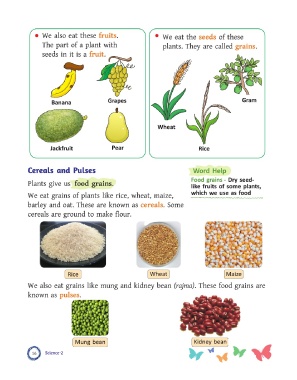 • We also eat these fruits.
The part of a plant with
seeds in it is a fruit.
Banana
Grapes
Jackfruit
Pear
• We eat the seeds of these
plants. They are called grains.
Wheat
Gram
Rice
Cereals and Pulses
Plants give us food grains.
We eat grains of plants like rice, wheat, maize,
barley and oat. These are known as cereals. Some
cereals are ground to make flour.
Word Help
Food grains - Dry seed-
like fruits of some plants,
which we use as food
Rice
Wheat
Maize
We also eat grains like mung and kidney bean (rajma). These food grains are
known as pulses.
Mung bean
Kidney bean
16 Science-2